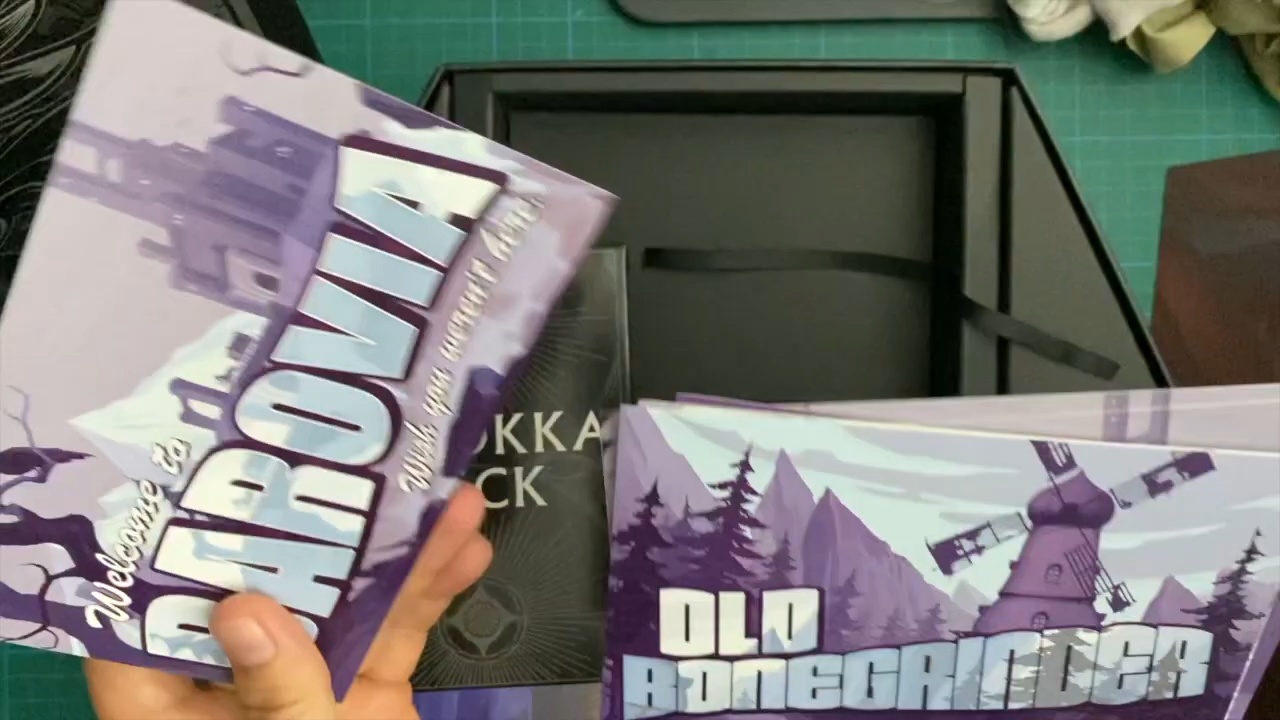 Welcome to
BAROVIA
Wish you weren't here!
OKKA
CK
OLD
BONEGRINDER